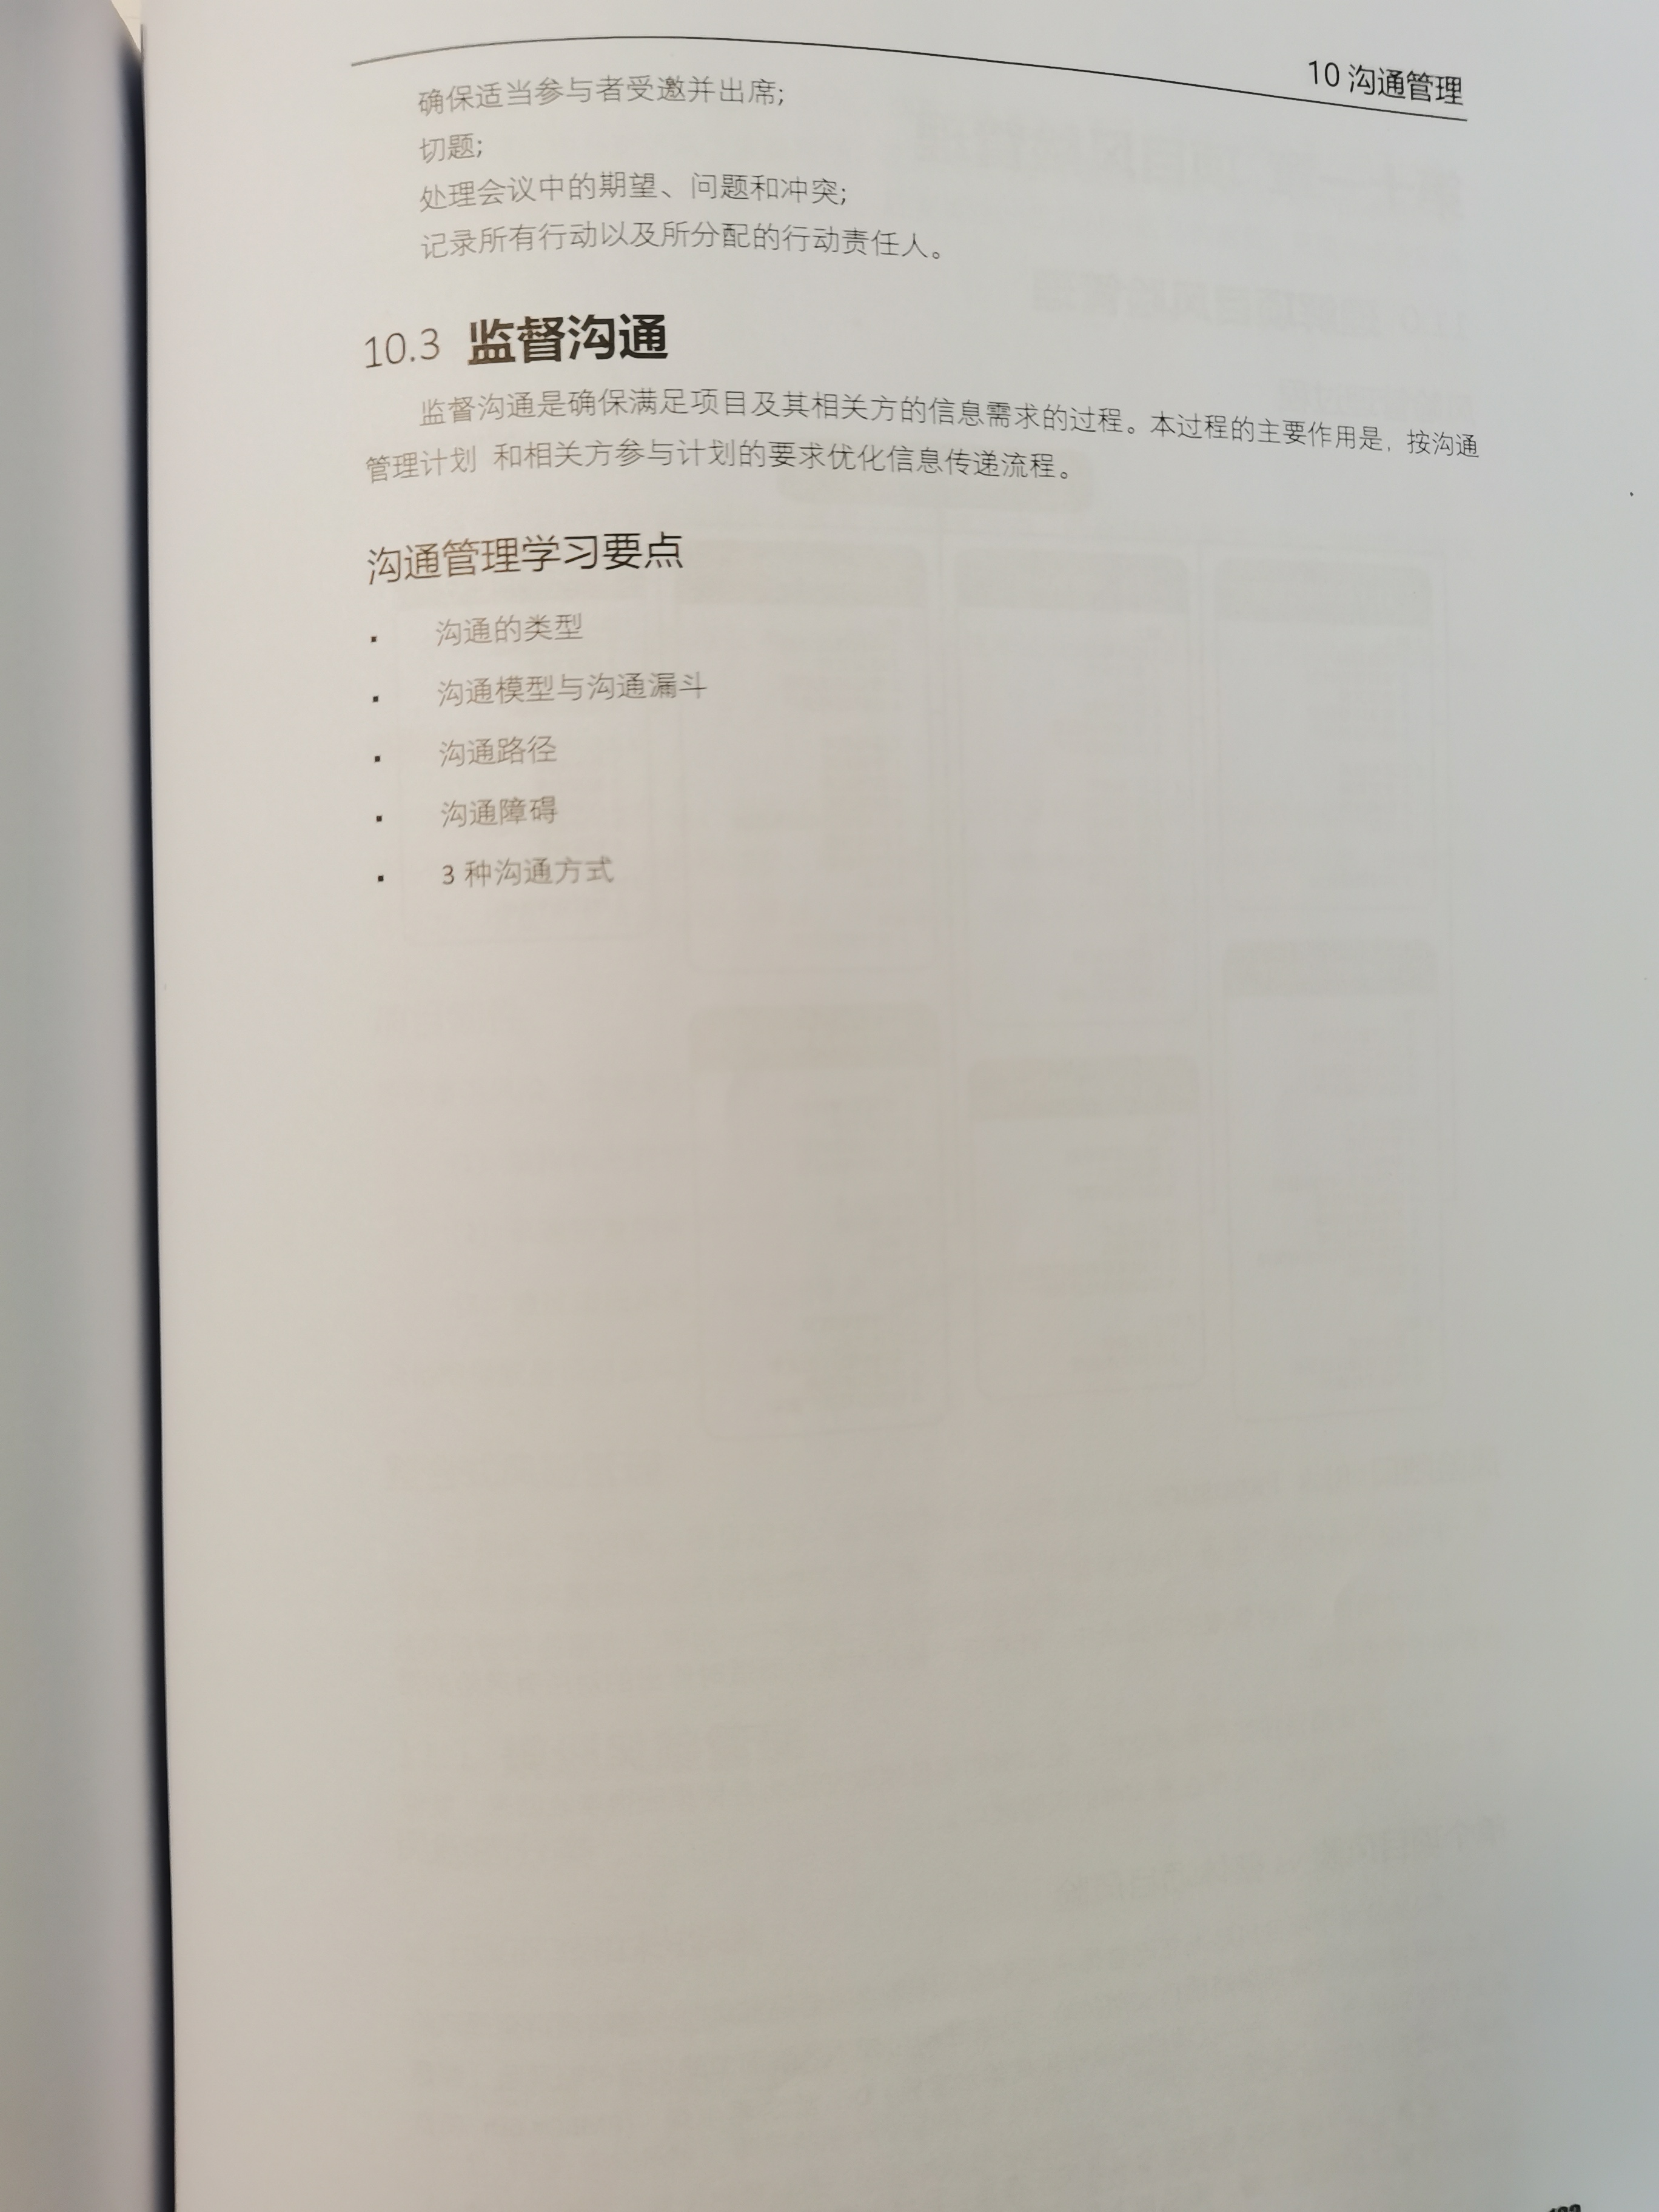 10 沟通管理
确保适当参与者受邀并出席;
切题;
处理会议中的期望、问题和冲突;
记录所有行动以及所分配的行动责任人。
10.3 监督沟通
监督沟通是确保满足项目及其相关方的信息需求的过程。本过程的主要作用是，按沟通
管理计划 和相关方参与计划的要求优化信息传递流程。
沟通管理学习要点
▪ 沟通的类型
▪ 沟通模型与沟通漏斗
▪ 沟通路径
▪ 沟通障碍
▪ 3 种沟通方式